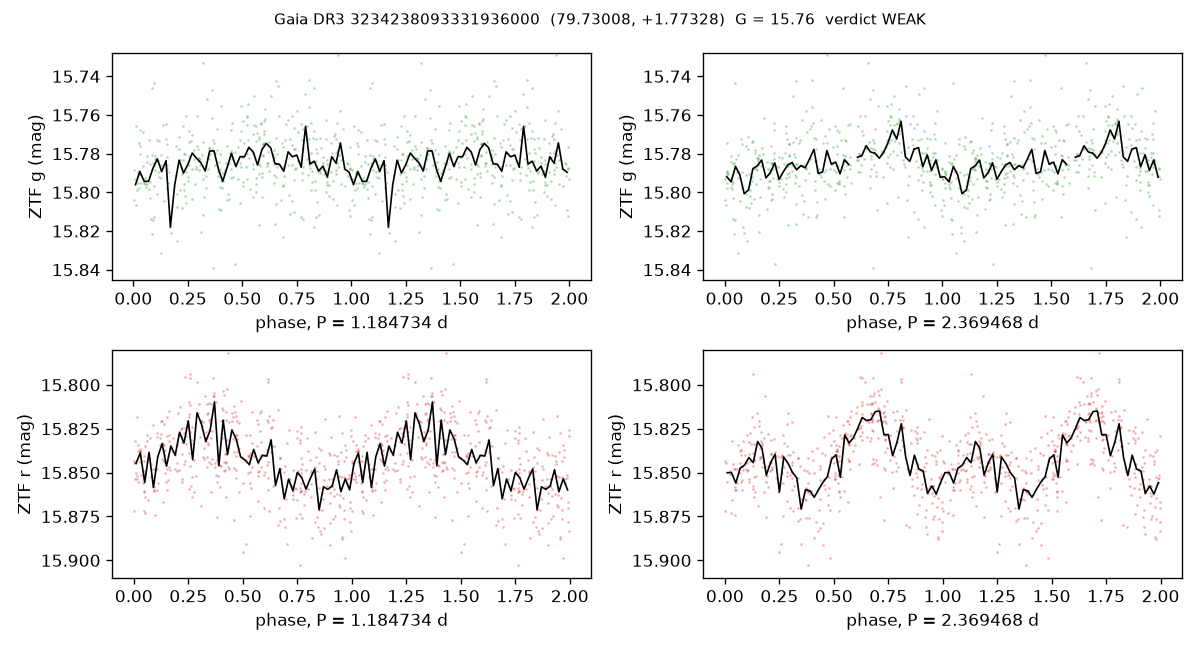 Gaia DR3 3234238093331936000 (79.73008, +1.77328) G = 15.76 verdict WEAK
ZTF g (mag)
15.74
15.76
15.78
15.80
15.82
15.84
0.00 0.25 0.50 0.75 1.00 1.25 1.50 1.75 2.00
phase, P = 1.184734 d
ZTF g (mag)
15.74
15.76
15.78
15.80
15.82
15.84
0.00 0.25 0.50 0.75 1.00 1.25 1.50 1.75 2.00
phase, P = 2.369468 d
ZTF r (mag)
15.800
15.825
15.850
15.875
15.900
0.00 0.25 0.50 0.75 1.00 1.25 1.50 1.75 2.00
phase, P = 1.184734 d
ZTF r (mag)
15.800
15.825
15.850
15.875
15.900
0.00 0.25 0.50 0.75 1.00 1.25 1.50 1.75 2.00
phase, P = 2.369468 d